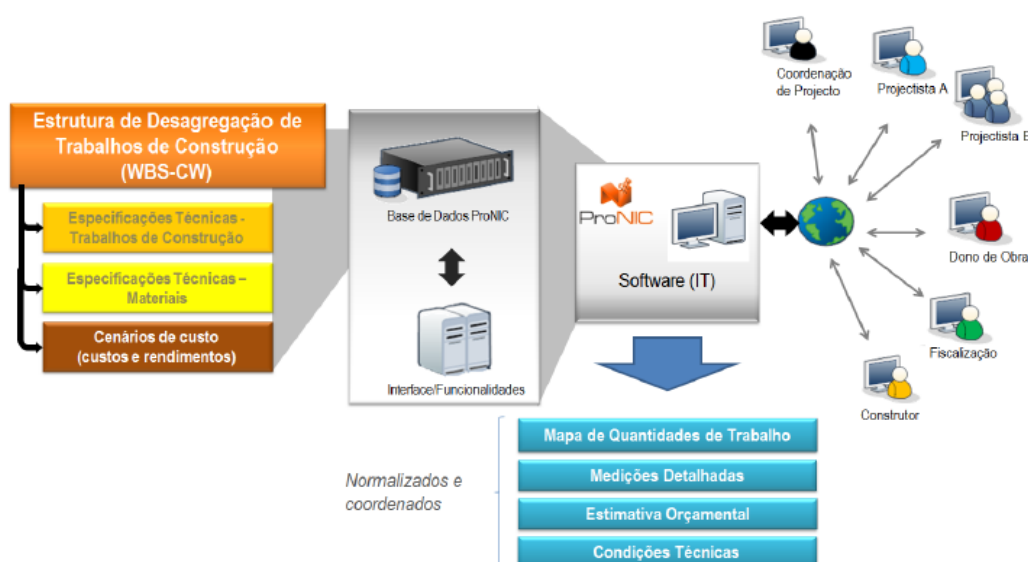 Estrutura de Desagregação de
Trabalhos de Construção
(WBS-CW)
Especificações Técnicas -
Trabalhos de Construção
Especificações Técnicas –
Materiais
Cenários de custo
(custos e rendimentos)
Base de Dados ProNIC
Interface/Funcionalidades
ProNIC
Software (IT)
Coordenação
de Projecto
Projectista A
Projectista B
Dono de Obra
Fiscalização
Construtor
Normalizados e
coordenados
Mapa de Quantidades de Trabalho
Medições Detalhadas
Estimativa Orçamental
Condições Técnicas